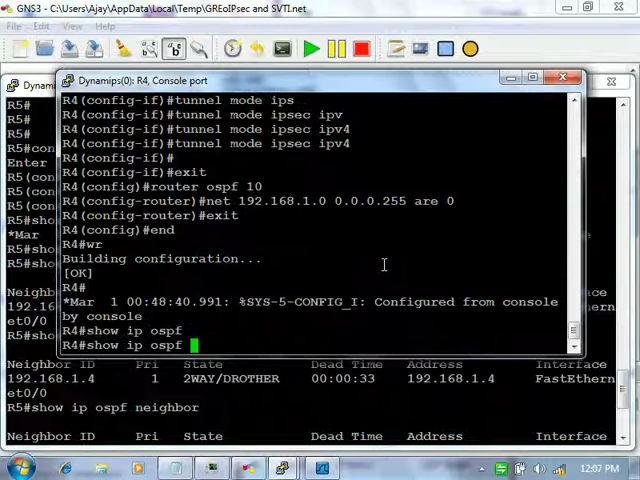 GNS3 - C:\Users\Ajay\AppData\Local\Temp\GREoIPsec and SVTI.net
File Edit View Help
Dynam
R5#
R5#
R5#
R5#con
Enter
R5(con
R5(con
R5(con
R5(con
R5#show
*Mar
Neighbor
192.16
et0/0
R5#show
Dynamips(0): R4, Console port
R4(config-if)#tunnel mode ips
R4(config-if)#tunnel mode ipsec ipv
R4(config-if)#tunnel mode ipsec ipv4
R4(config-if)#tunnel mode ipsec ipv4
R4(config-if)#
R4(config-if)#exit
R4(config)#router ospf 10
R4(config-router)#net 192.168.1.0 0.0.0.255 are 0
R4(config-router)#exit
R4(config)#end
R4#wr
Building configuration...
[OK]
R4#
*Mar  1 00:48:40.991: %SYS-5-CONFIG_I: Configured from console
by console
R4#show ip ospf
R4#show ip ospf
Neighbor ID Pri State Dead Time Address Interface
192.168.1.4 1 2WAY/DROTHER 00:00:33 192.168.1.4 FastEthern
et0/0
R5#show ip ospf neighbor
Neighbor ID Pri State Dead Time Address Interface
12:07 PM